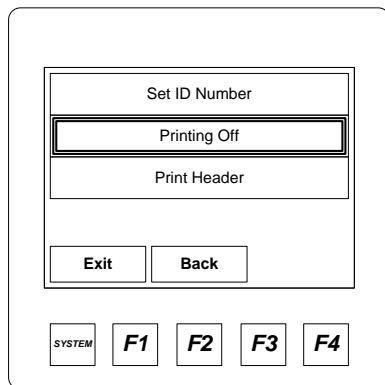 Set ID Number
Printing Off
Print Header
Exit Back
SYSTEM F1 F2 F3 F4